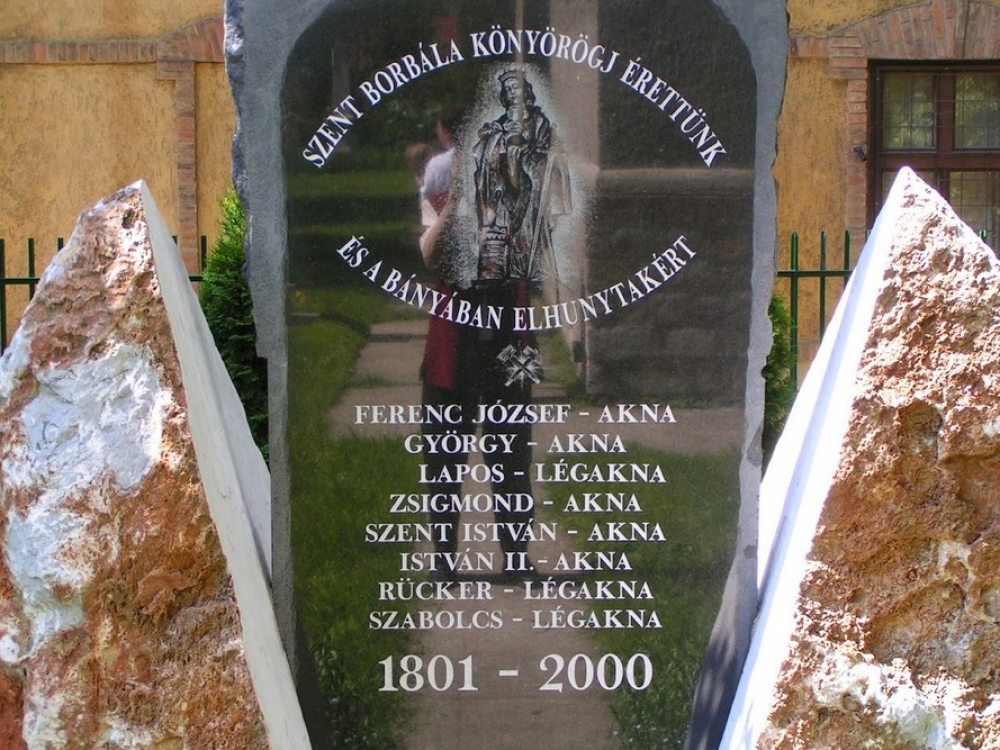 SZENT BORBÁLA KÖNYÖRÖGJ ÉRETTÜNK
ÉS A BÁNYÁBAN ELHUNYTAKÉRT
FERENC JÓZSEF - AKNA
GYÖRGY - AKNA
LAPOS - LÉGAKNA
ZSIGMOND - AKNA
SZENT ISTVÁN - AKNA
ISTVÁN II. - AKNA
RÜCKER - LÉGAKNA
SZABOLCS - LÉGAKNA
1801 - 2000